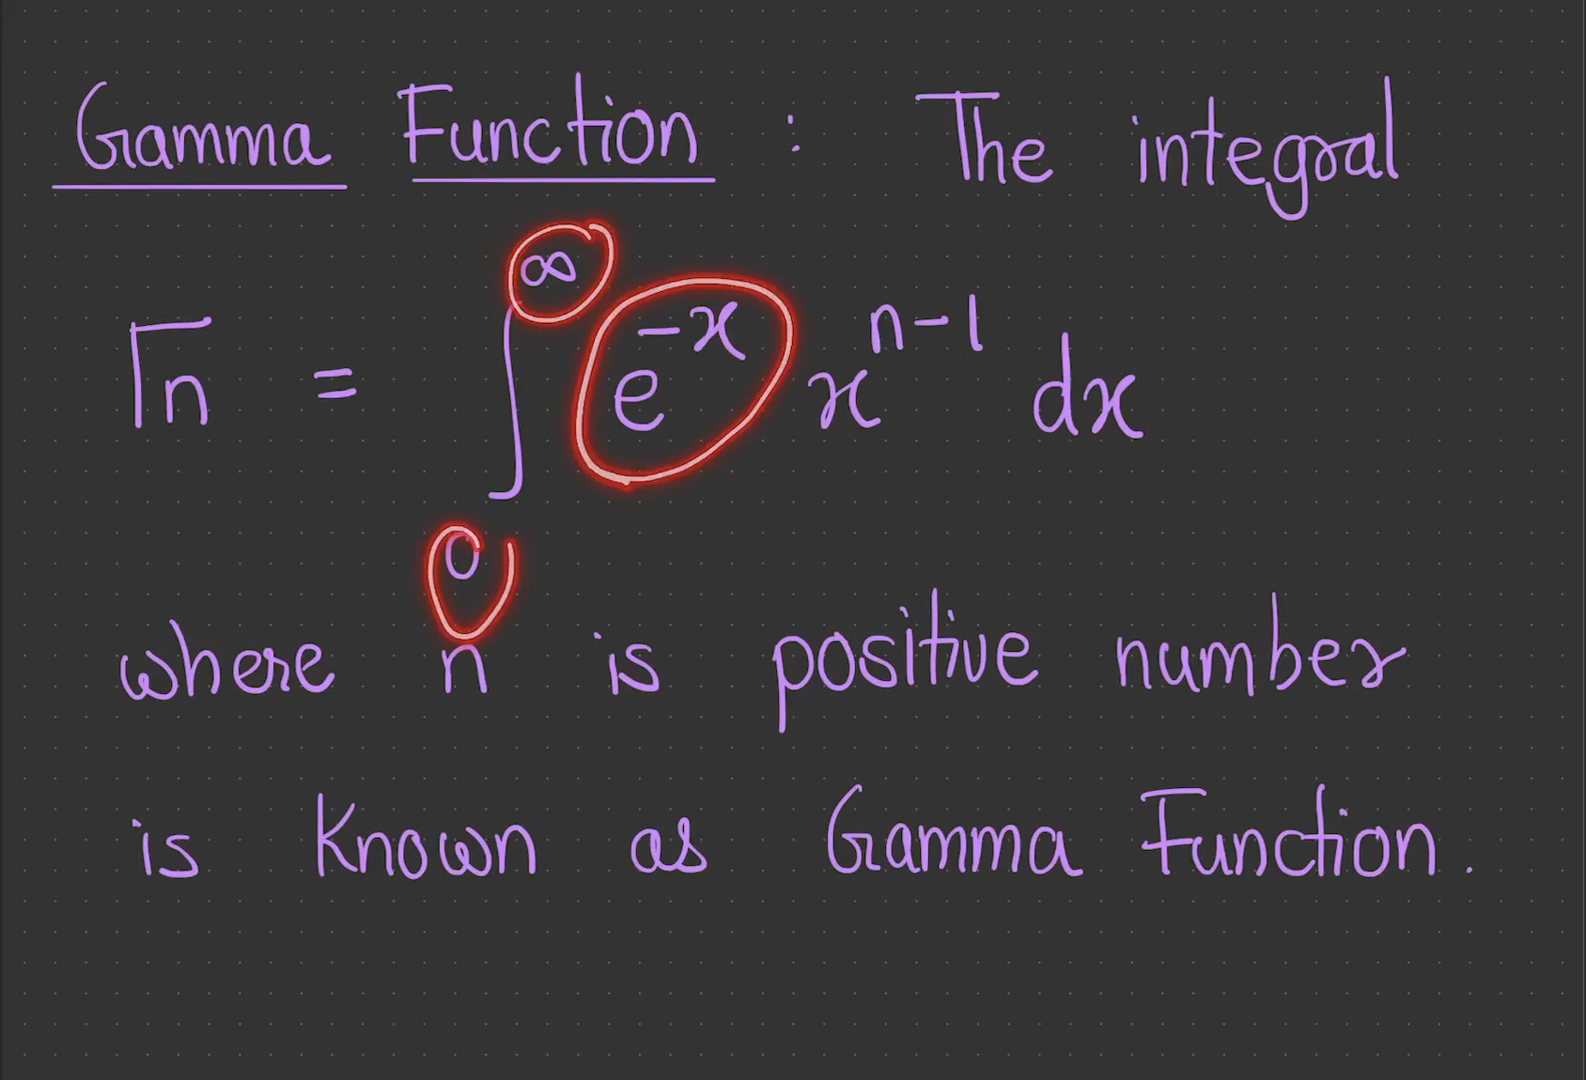 Gamma Function : The integral
Γn = ∫₀^∞ e^-x x^n-1 dx
where n is positive number
is known as Gamma Function.